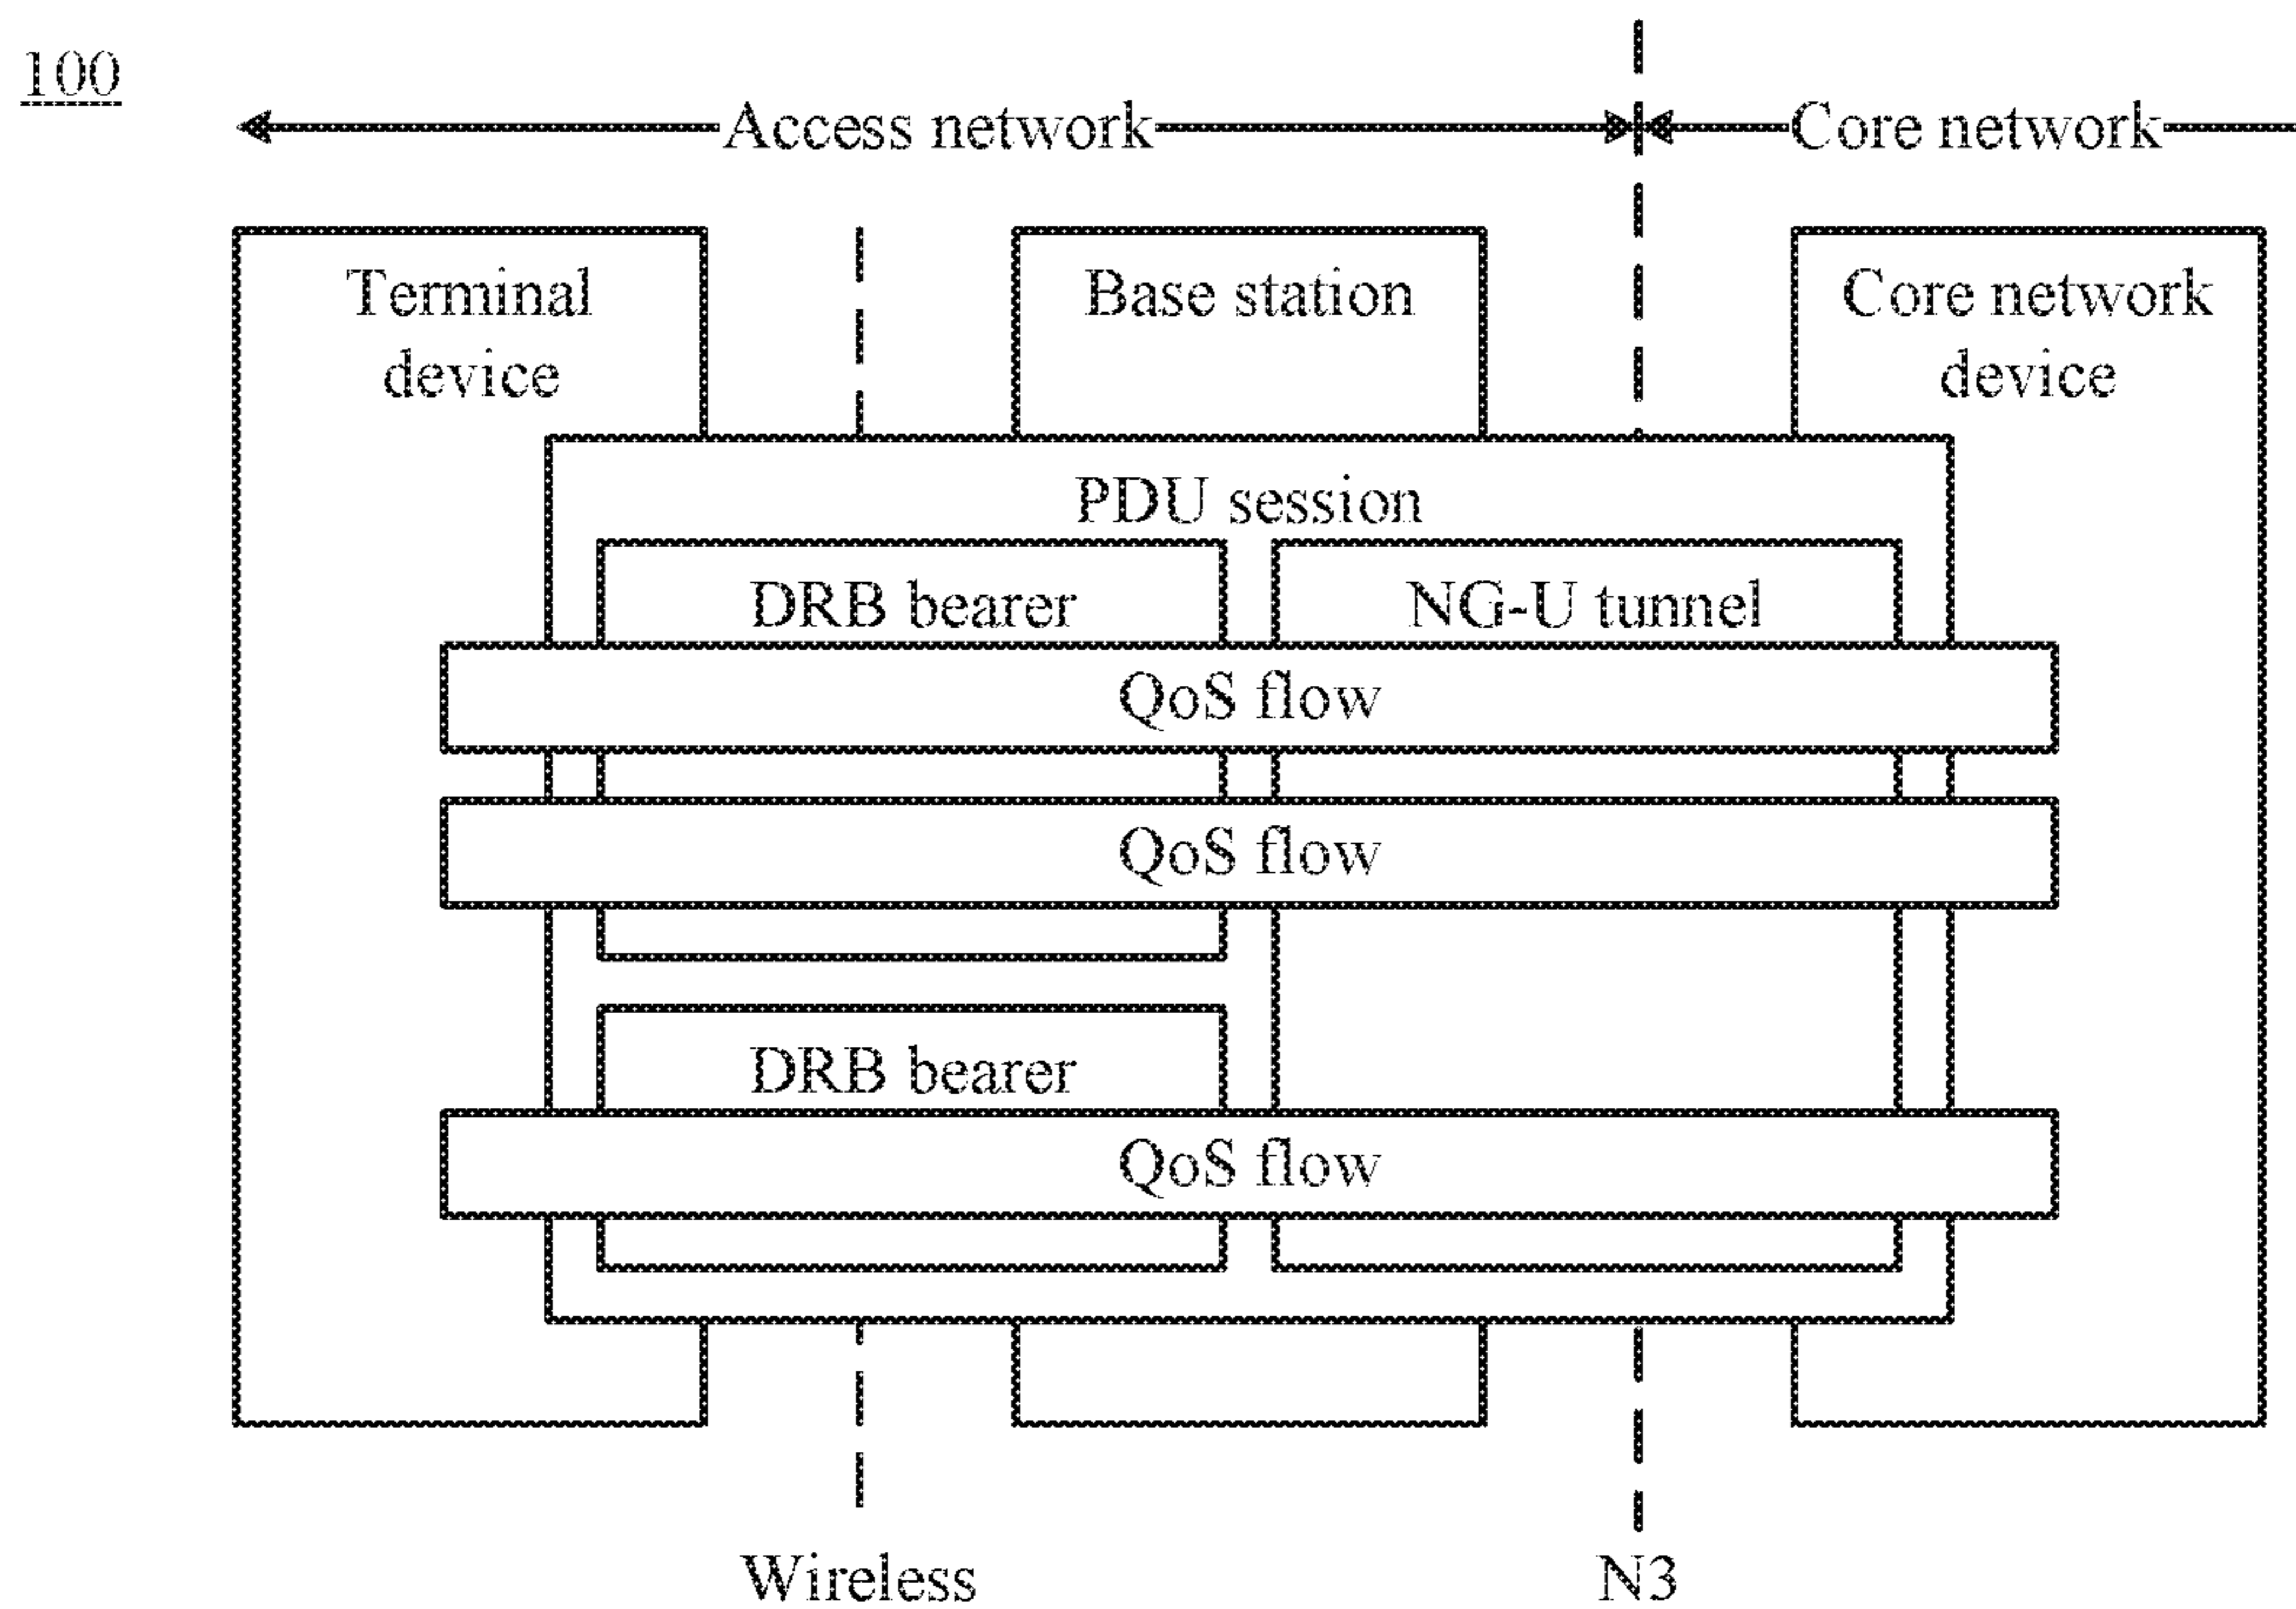 100
Access network
Core network
Terminal
device
Base station
Core network
device
PDU session
DRB bearer
NG-U tunnel
QoS flow
QoS flow
DRB bearer
QoS flow
Wireless
N3